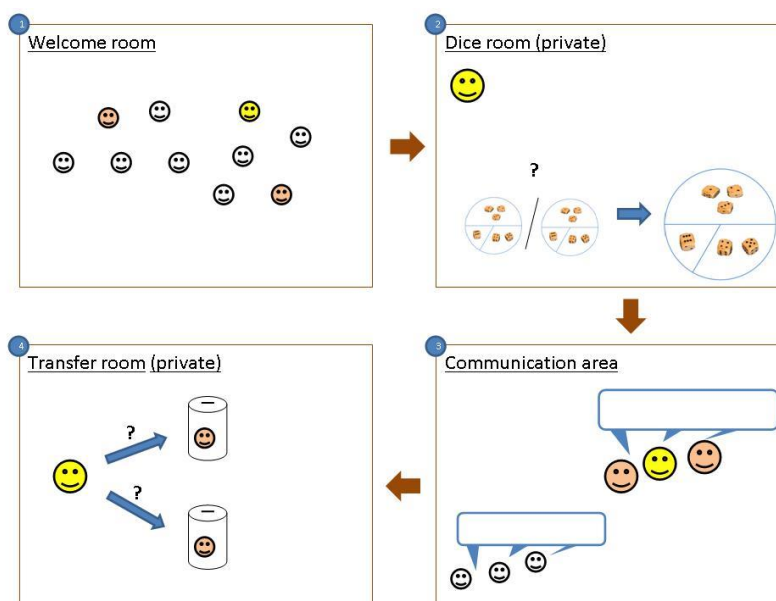 1
Welcome room
2
Dice room (private)
?
/
3
Communication area
4
Transfer room (private)
?
?